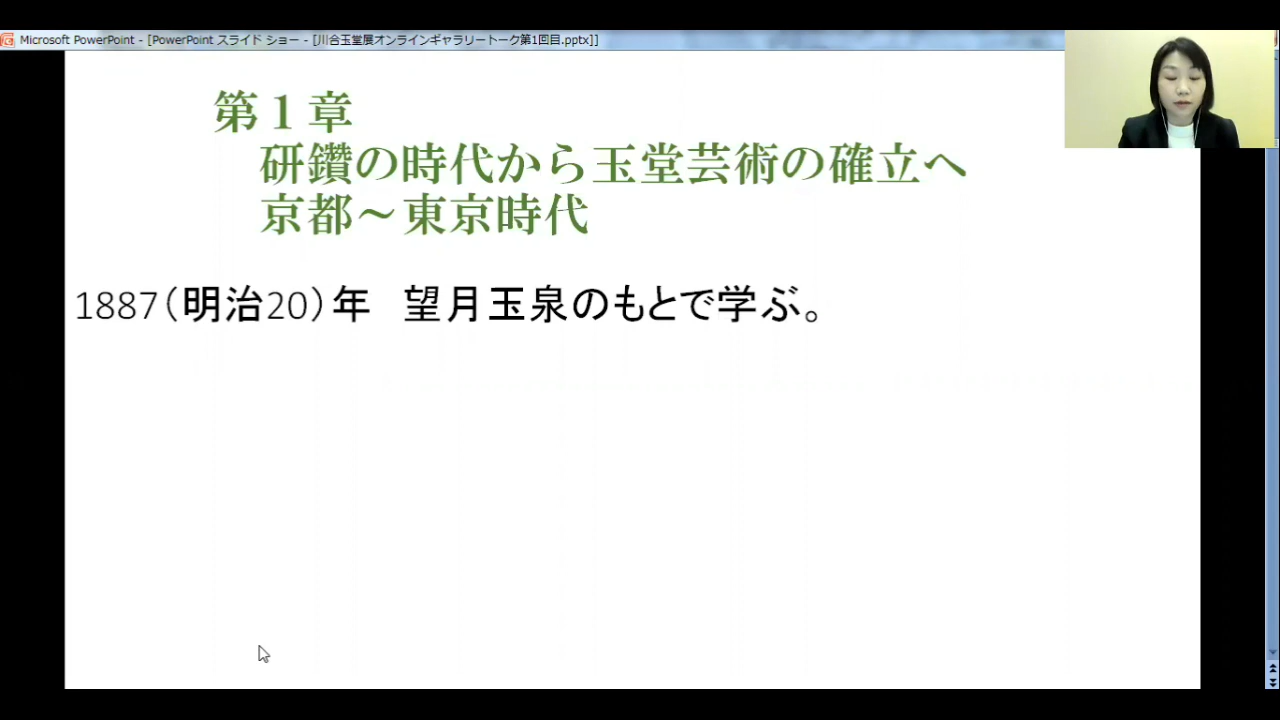 Microsoft PowerPoint - [PowerPoint スライド ショー - [川合玉堂展オンラインギャラリートーク第1回目.pptx]]
第１章
研鑽の時代から玉堂芸術の確立へ
京都～東京時代
1887（明治20）年　望月玉泉のもとで学ぶ。